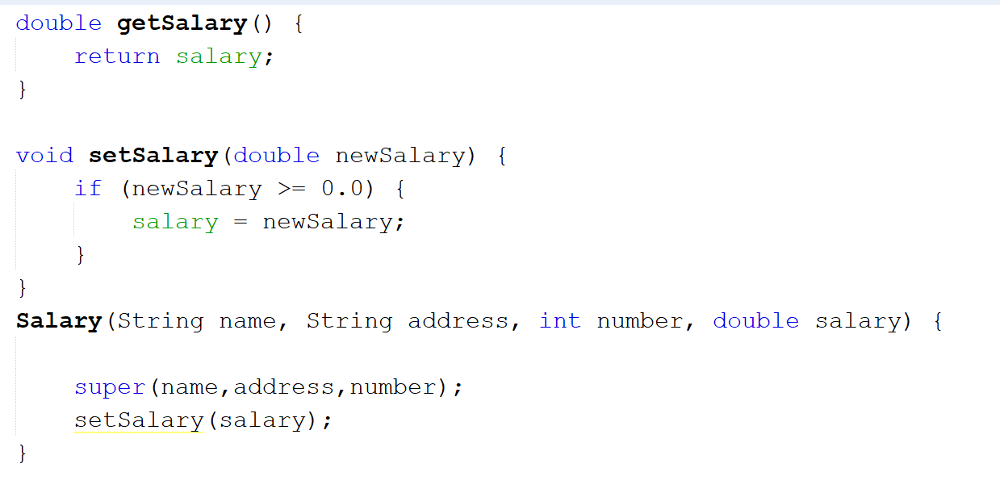 double getSalary() {
    return salary;
}
void setSalary(double newSalary) {
    if (newSalary >= 0.0) {
        salary = newSalary;
    }
}
Salary(String name, String address, int number, double salary) {
    super(name,address,number);
    setSalary(salary);
}